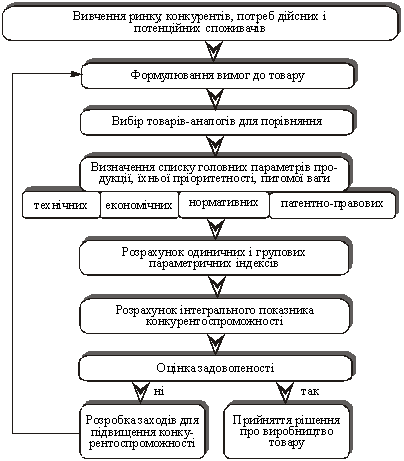 Вивчення ринку, конкурентів, потреб дійсних і
потенційних споживачів
Формулювання вимог до товару
Вибір товарів-аналогів для порівняння
Визначення списку головних параметрів про-
дукції, їхньої пріоритетності, питомої ваги
технічних
економічних
нормативних
патентно-правових
Розрахунок одиничних і групових
параметричних індексів
Розрахунок інтегрального показника
конкурентоспроможності
Оцінка задоволеності
ні
так
Розробка заходів для
підвищення конку-
рентоспроможності
Прийняття рішення
про виробництво
товару